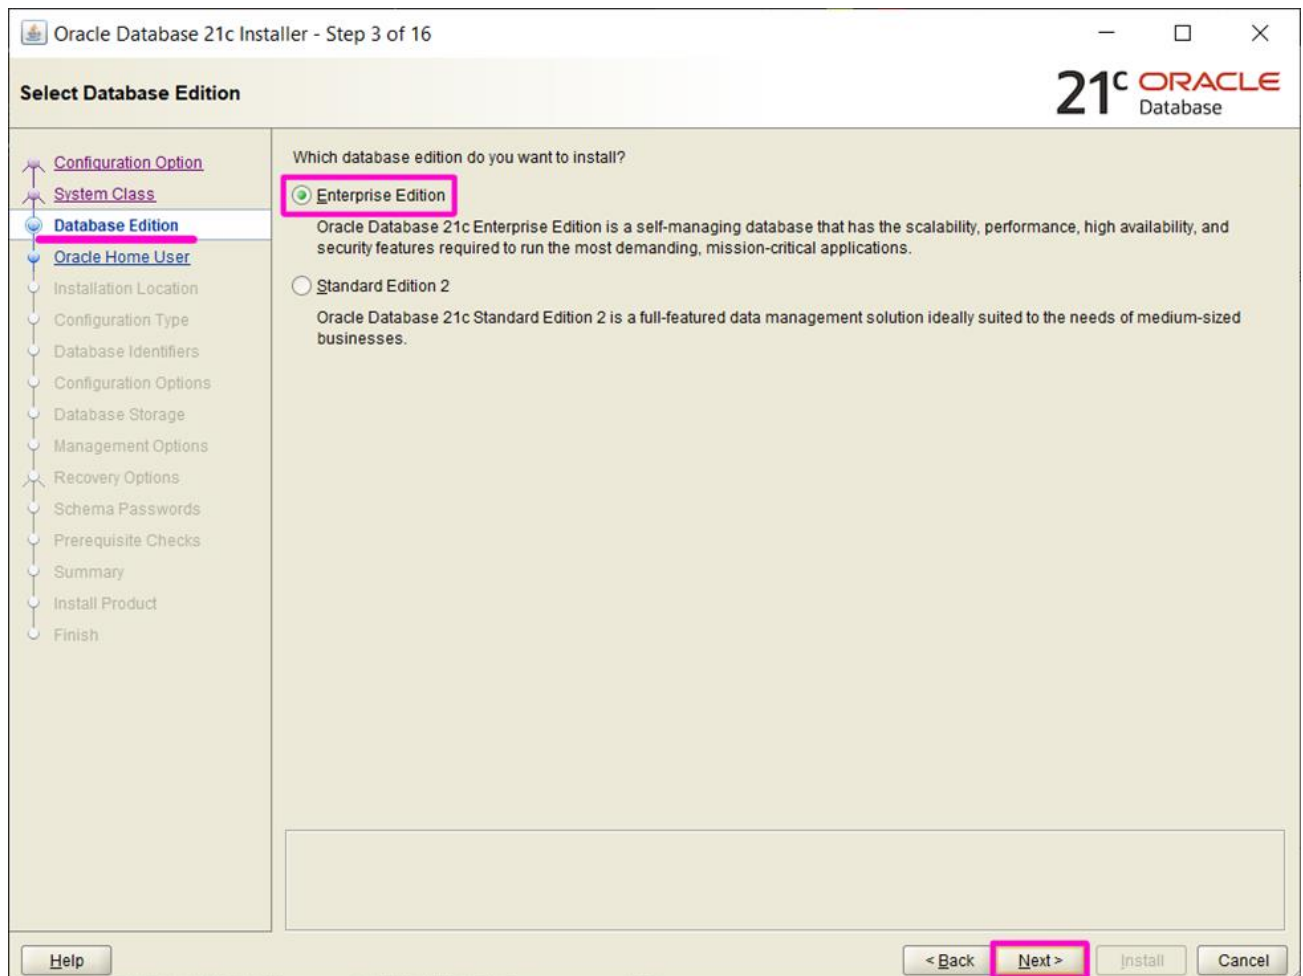 Oracle Database 21c Installer - Step 3 of 16
Select Database Edition
21c ORACLE
Database
Configuration Option
System Class
Database Edition
Oracle Home User
Installation Location
Configuration Type
Database Identifiers
Configuration Options
Database Storage
Management Options
Recovery Options
Schema Passwords
Prerequisite Checks
Summary
Install Product
Finish
Which database edition do you want to install?
Enterprise Edition
Oracle Database 21c Enterprise Edition is a self-managing database that has the scalability, performance, high availability, and
security features required to run the most demanding, mission-critical applications.
Standard Edition 2
Oracle Database 21c Standard Edition 2 is a full-featured data management solution ideally suited to the needs of medium-sized
businesses.
Help
< Back
Next >
Install
Cancel